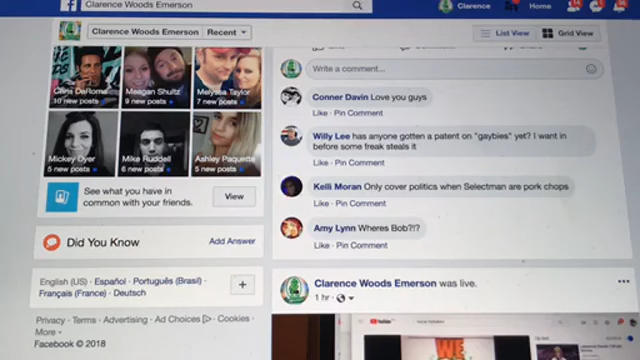 Clarence Woods Emerson
Clarence
Home
Clarence Woods Emerson
Recent
List View
Grid View
Chris DeRoma
10 new posts
Meagan Shultz
9 new posts
Melyssa Taylor
7 new posts
Mickey Dyer
5 new posts
Mike Ruddell
6 new posts
Ashley Paquette
5 new posts
See what you have in
common with your friends.
View
Did You Know
Add Answer
English (US) · Español · Português (Brasil) ·
Français (France) · Deutsch
+
Privacy · Terms · Advertising · Ad Choices · Cookies ·
More
Facebook © 2018
Write a comment...
Conner Davin Love you guys
Like · Pin Comment
Willy Lee has anyone gotten a patent on "gaybies" yet? I want in
before some freak steals it
Like · Pin Comment
Kelli Moran Only cover politics when Selectman are pork chops
Like · Pin Comment
Amy Lynn Wheres Bob?!?
Like · Pin Comment
Clarence Woods Emerson was live.
1 hr ·
WE